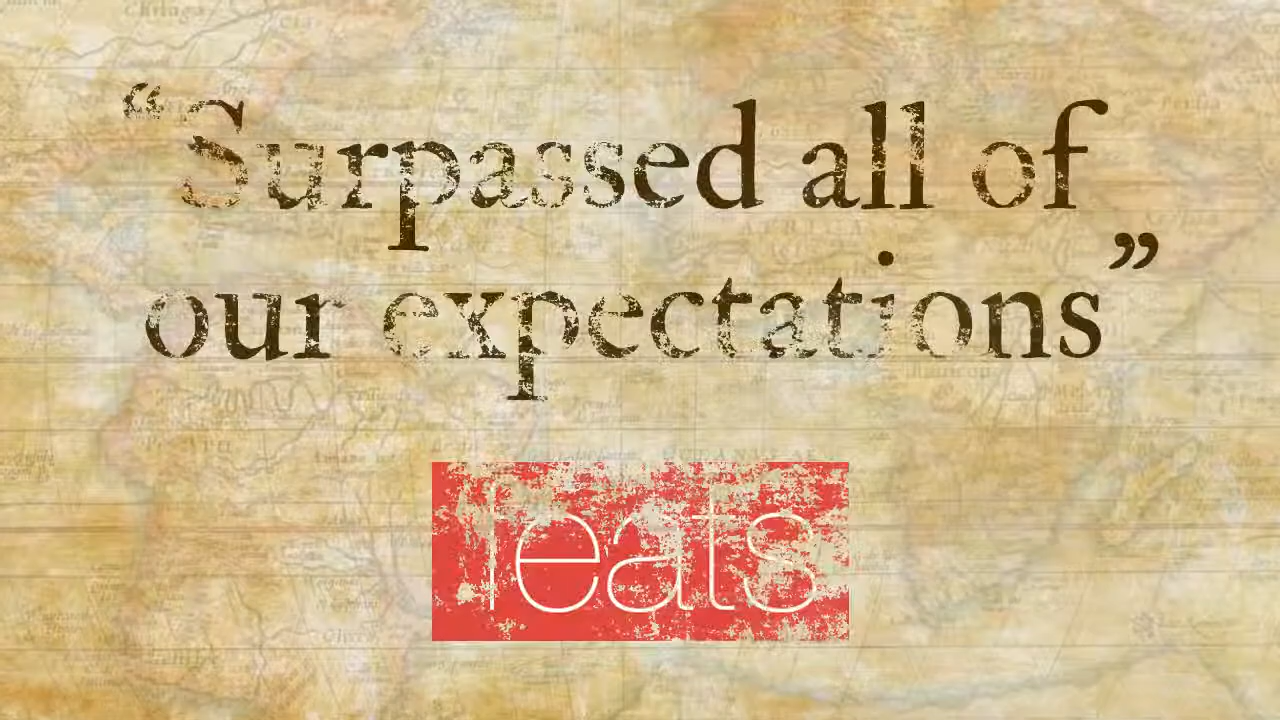 “Surpassed all of
our expectations”
feats